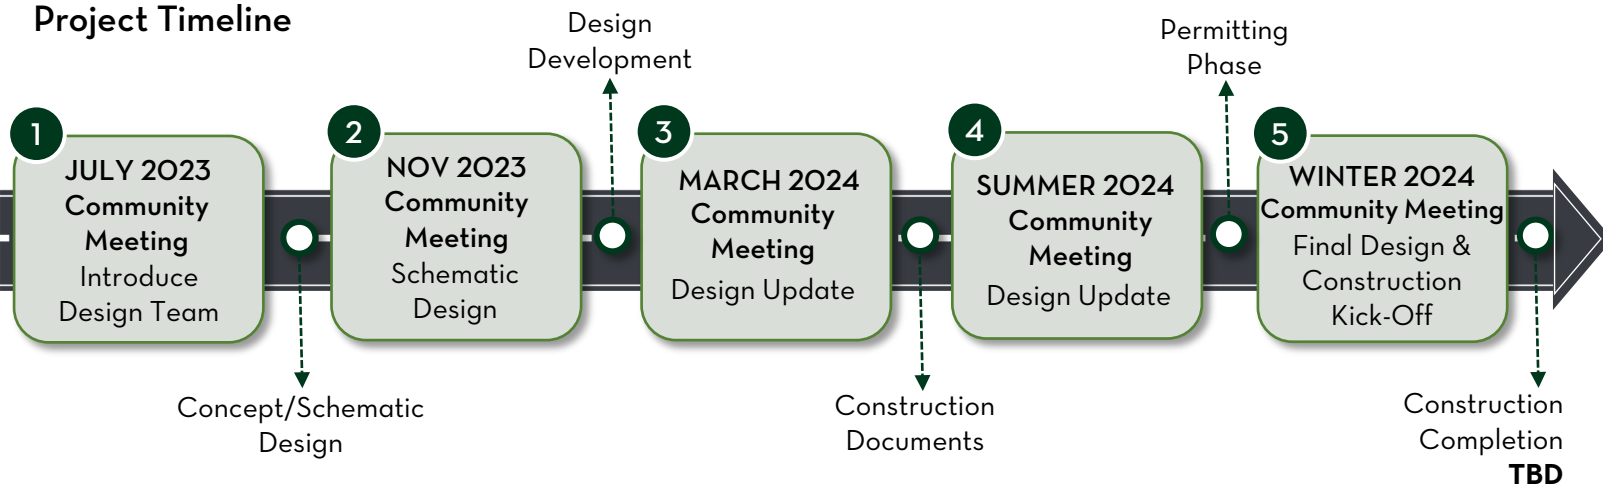 Project Timeline
1
JULY 2023
Community
Meeting
Introduce
Design Team
Concept/Schematic
Design
2
NOV 2023
Community
Meeting
Schematic
Design
Design
Development
3
MARCH 2024
Community
Meeting
Design Update
Construction
Documents
4
SUMMER 2024
Community
Meeting
Design Update
Permitting
Phase
5
WINTER 2024
Community Meeting
Final Design &
Construction
Kick-Off
Construction
Completion
TBD